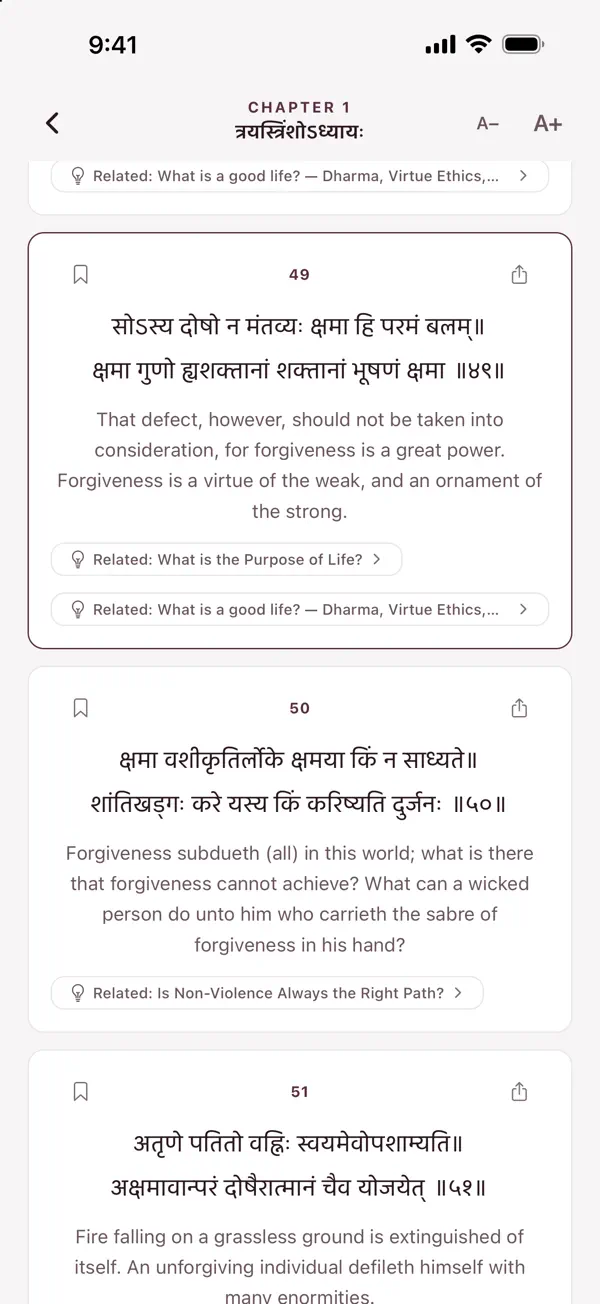 9:41
CHAPTER 1
त्रयस्त्रिंशोऽध्यायः
A−
A+
Related: What is a good life? — Dharma, Virtue Ethics,...
49
सोऽस्य दोषो न मंतव्यः क्षमा हि परमं बलम्॥
क्षमा गुणो ह्यशक्तानां शक्तानां भूषणं क्षमा ॥४९॥
That defect, however, should not be taken into
consideration, for forgiveness is a great power.
Forgiveness is a virtue of the weak, and an ornament of
the strong.
Related: What is the Purpose of Life?
Related: What is a good life? — Dharma, Virtue Ethics,...
50
क्षमा वशीकृतिर्लोके क्षमया किं न साध्यते॥
शांतिखड्गः करे यस्य किं करिष्यति दुर्जनः ॥५०॥
Forgiveness subdueth (all) in this world; what is there
that forgiveness cannot achieve? What can a wicked
person do unto him who carrieth the sabre of
forgiveness in his hand?
Related: Is Non-Violence Always the Right Path?
51
अतृणे पतितो वह्निः स्वयमेवोपशाम्यति॥
अक्षमावान्परं दोषैरात्मानं चैव योजयेत् ॥५१॥
Fire falling on a grassless ground is extinguished of
itself. An unforgiving individual defileth himself with
many enormities.